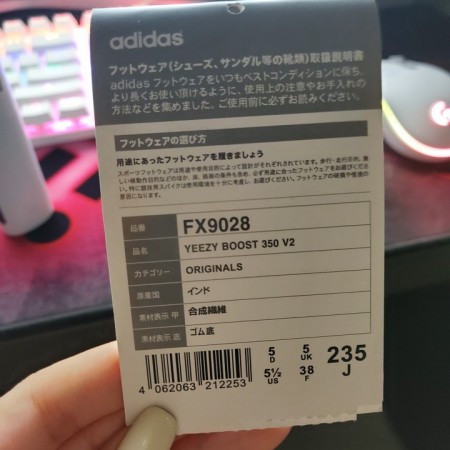 adidas
フットウェア(シューズ、サンダル等の靴類)取扱説明書
adidasフットウェアをいつもベストコンディションに保ち、
より長くお使い頂けるように、使用上の注意やお手入れの
方法などを集めました。ご使用前に必ずお読みください。
フットウェアの選び方
用途にあったフットウェアを履きましょう
品番 FX9028
品名 YEEZY BOOST 350 V2
カテゴリー ORIGINALS
原産国 インド
素材表示 甲 合成繊維
素材表示 底 ゴム底
5 D 5 UK 235
5½ US 38 F J
4 062063 212253
G